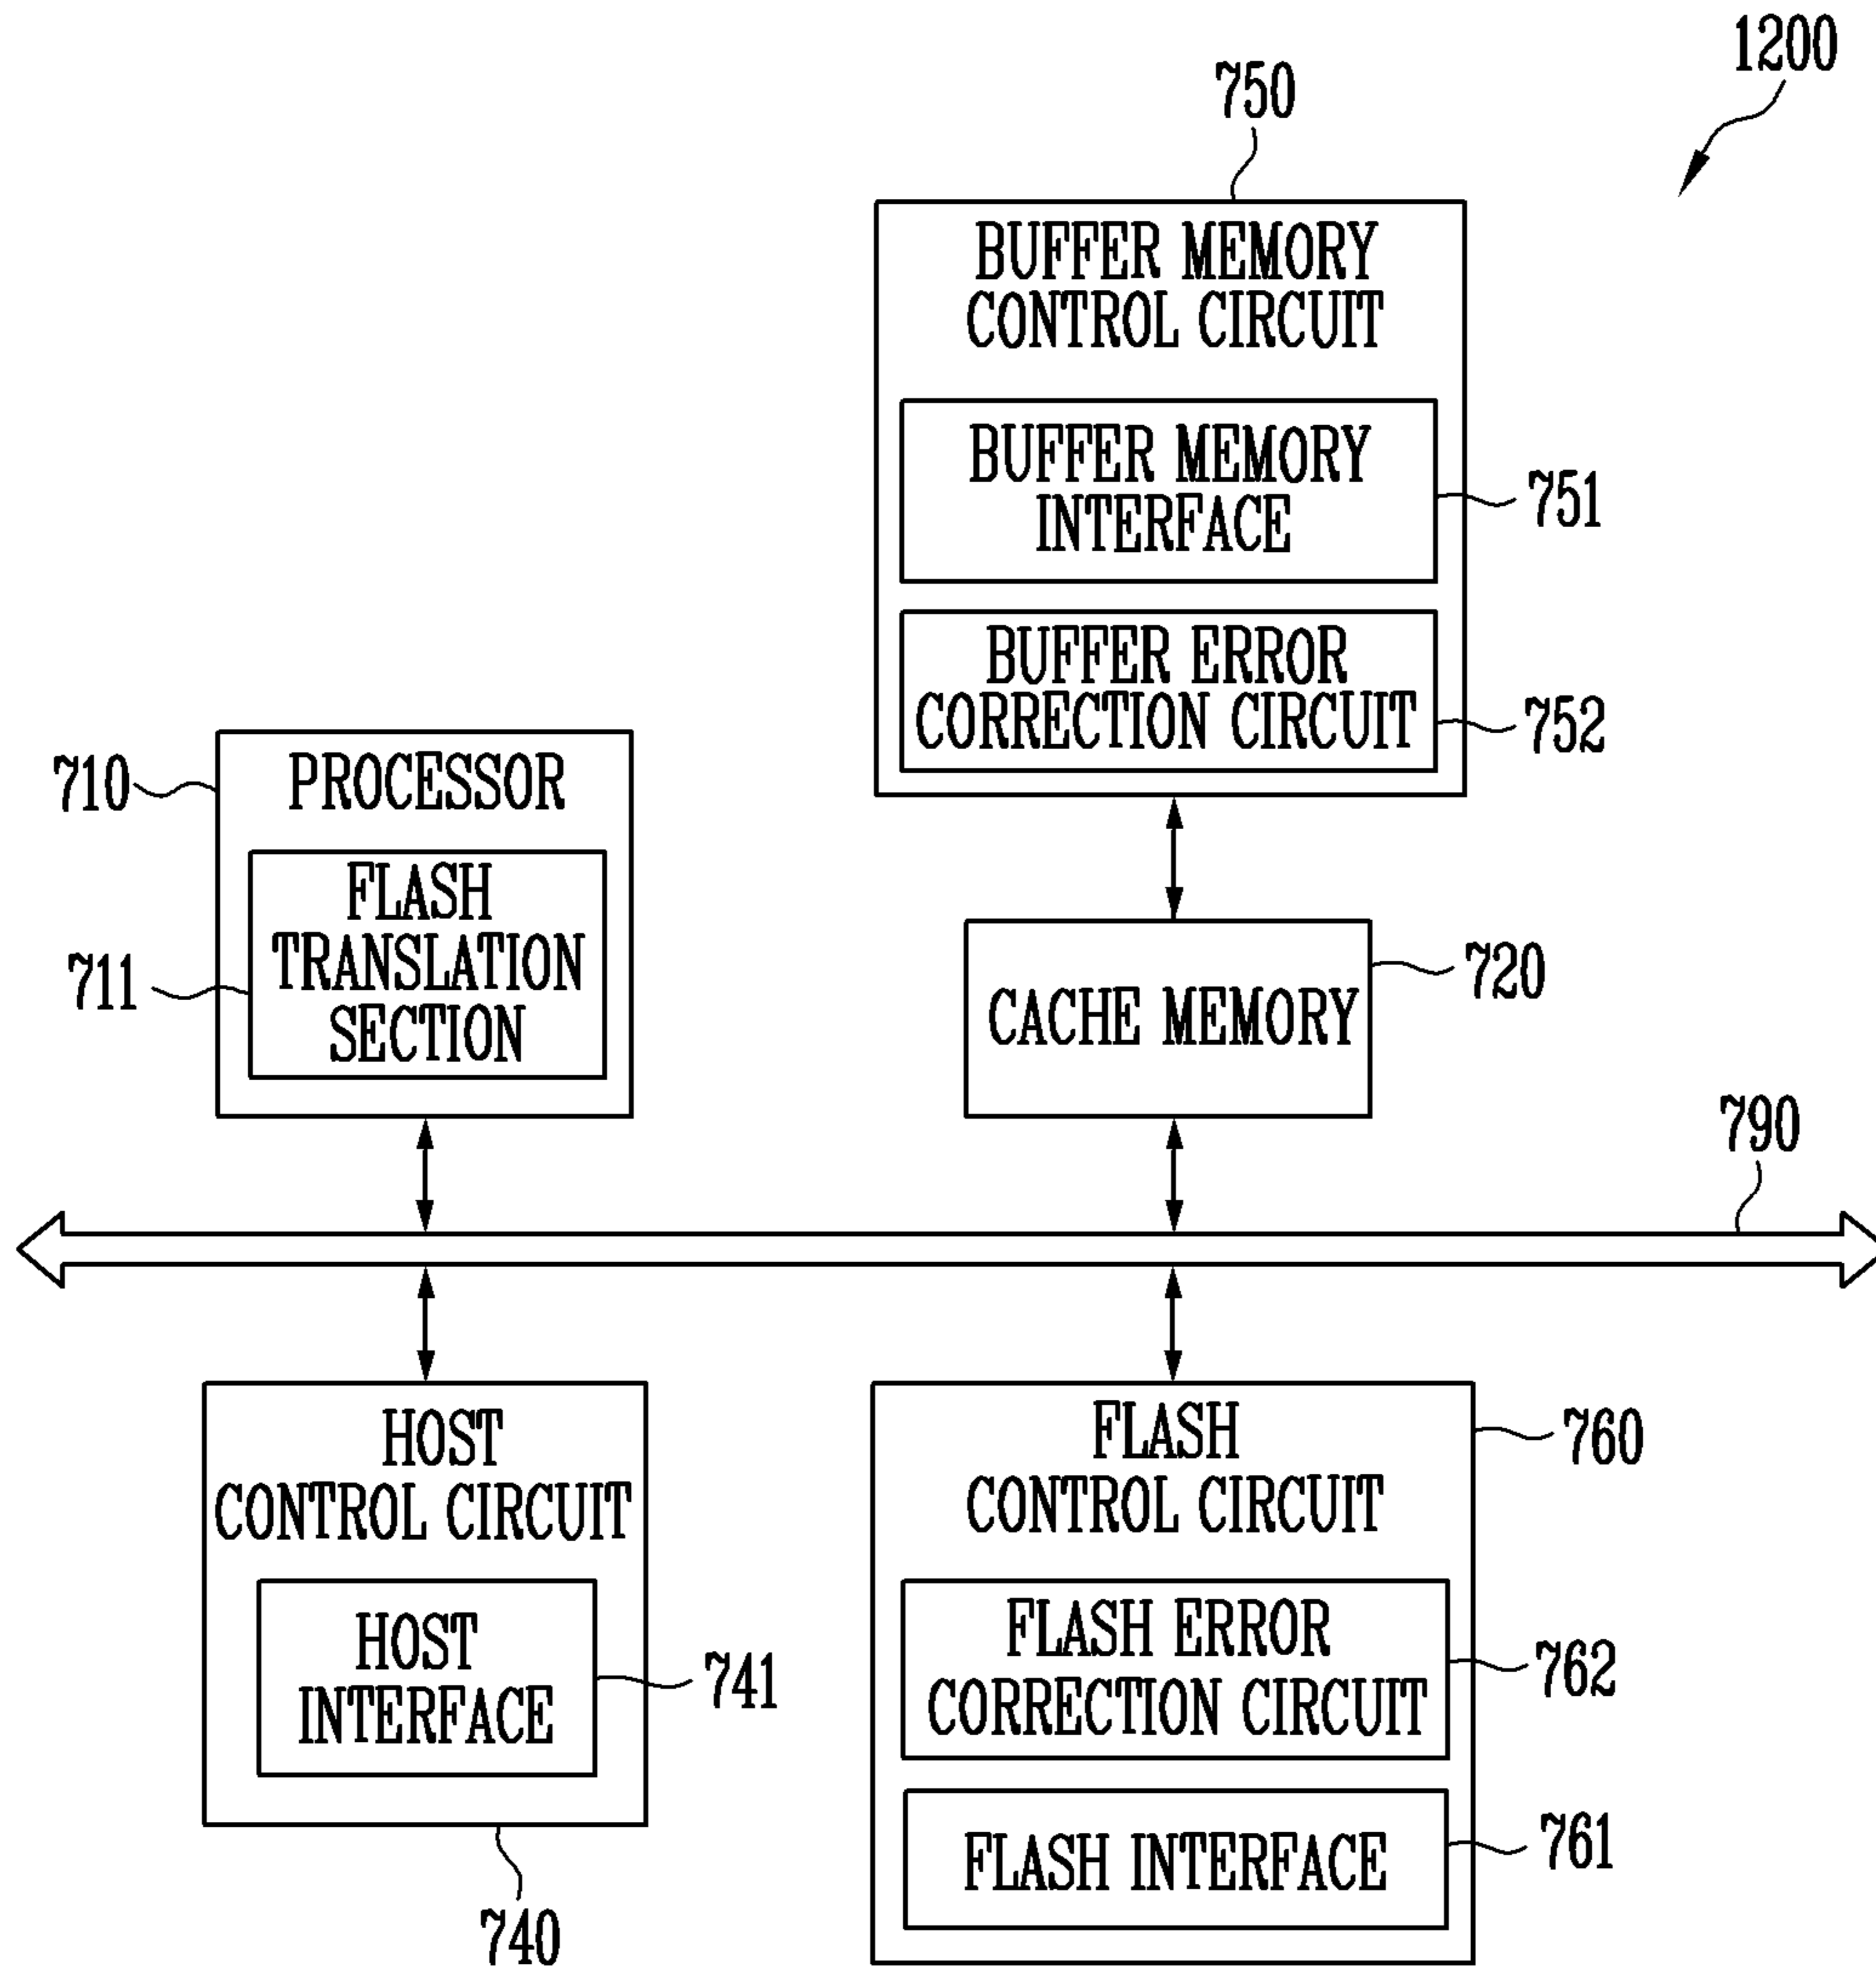 1200
750
BUFFER MEMORY
CONTROL CIRCUIT
BUFFER MEMORY
INTERFACE
751
BUFFER ERROR
CORRECTION CIRCUIT
752
710
PROCESSOR
FLASH
TRANSLATION
SECTION
711
720
CACHE MEMORY
790
HOST
CONTROL CIRCUIT
HOST
INTERFACE
741
740
FLASH
CONTROL CIRCUIT
760
FLASH ERROR
CORRECTION CIRCUIT
762
FLASH INTERFACE
761